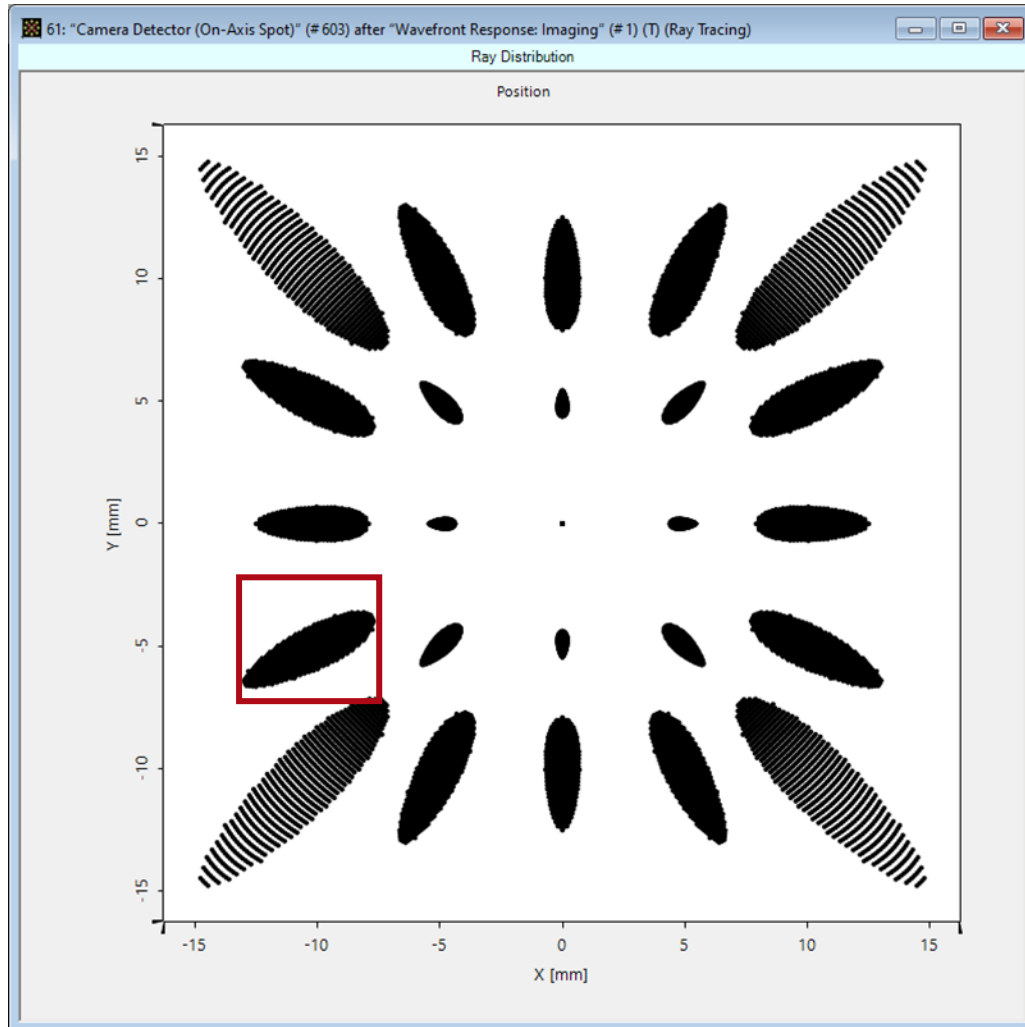 61: "Camera Detector (On-Axis Spot)" (#603) after "Wavefront Response: Imaging" (#1) (T) (Ray Tracing)
Ray Distribution
Position
15
10
5
0
-5
-10
-15
Y [mm]
-15 -10 -5 0 5 10 15
X [mm]